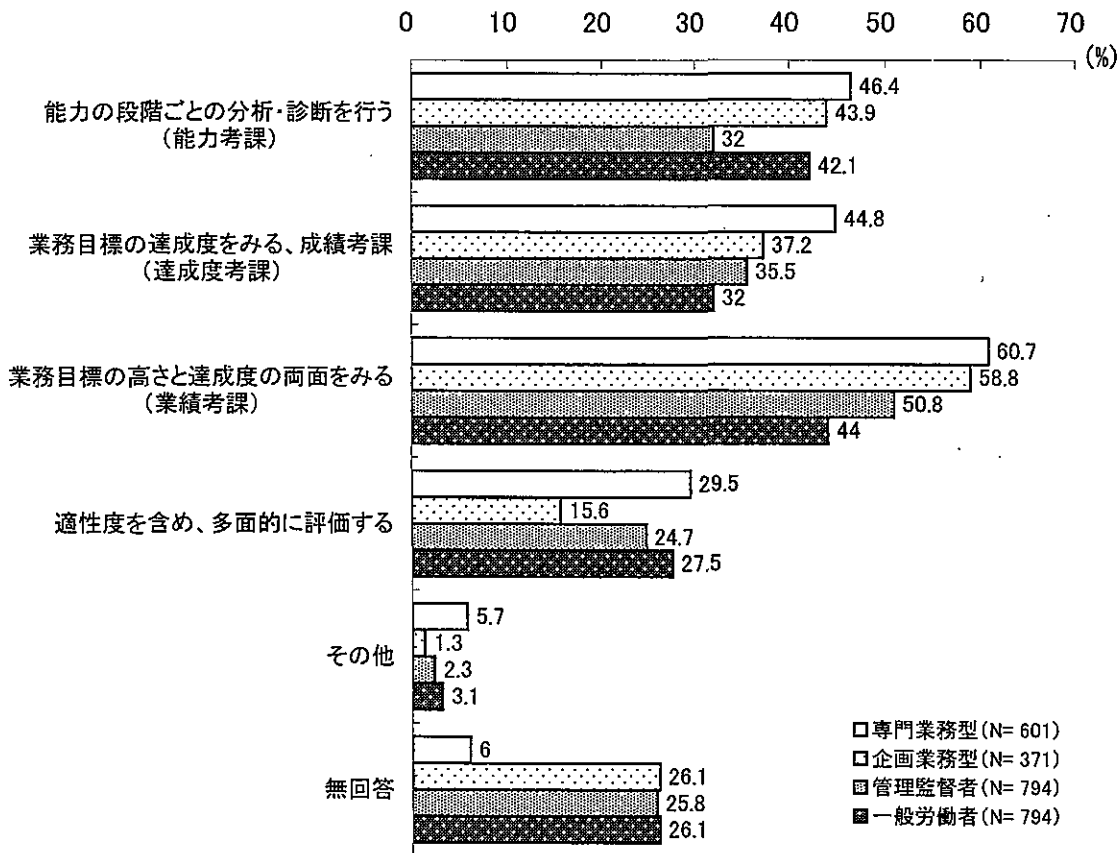 0 10 20 30 40 50 60 70
(%)
能力の段階ごとの分析・診断を行う
(能力考課)
46.4
43.9
32
42.1
業務目標の達成度をみる、成績考課
(達成度考課)
44.8
37.2
35.5
32
業務目標の高さと達成度の両面をみる
(業績考課)
60.7
58.8
50.8
44
適性度を含め、多面的に評価する
29.5
15.6
24.7
27.5
その他
5.7
1.3
2.3
3.1
無回答
6
26.1
25.8
26.1
専門業務型(N= 601)
企画業務型(N= 371)
管理監督者(N= 794)
一般労働者(N= 794)